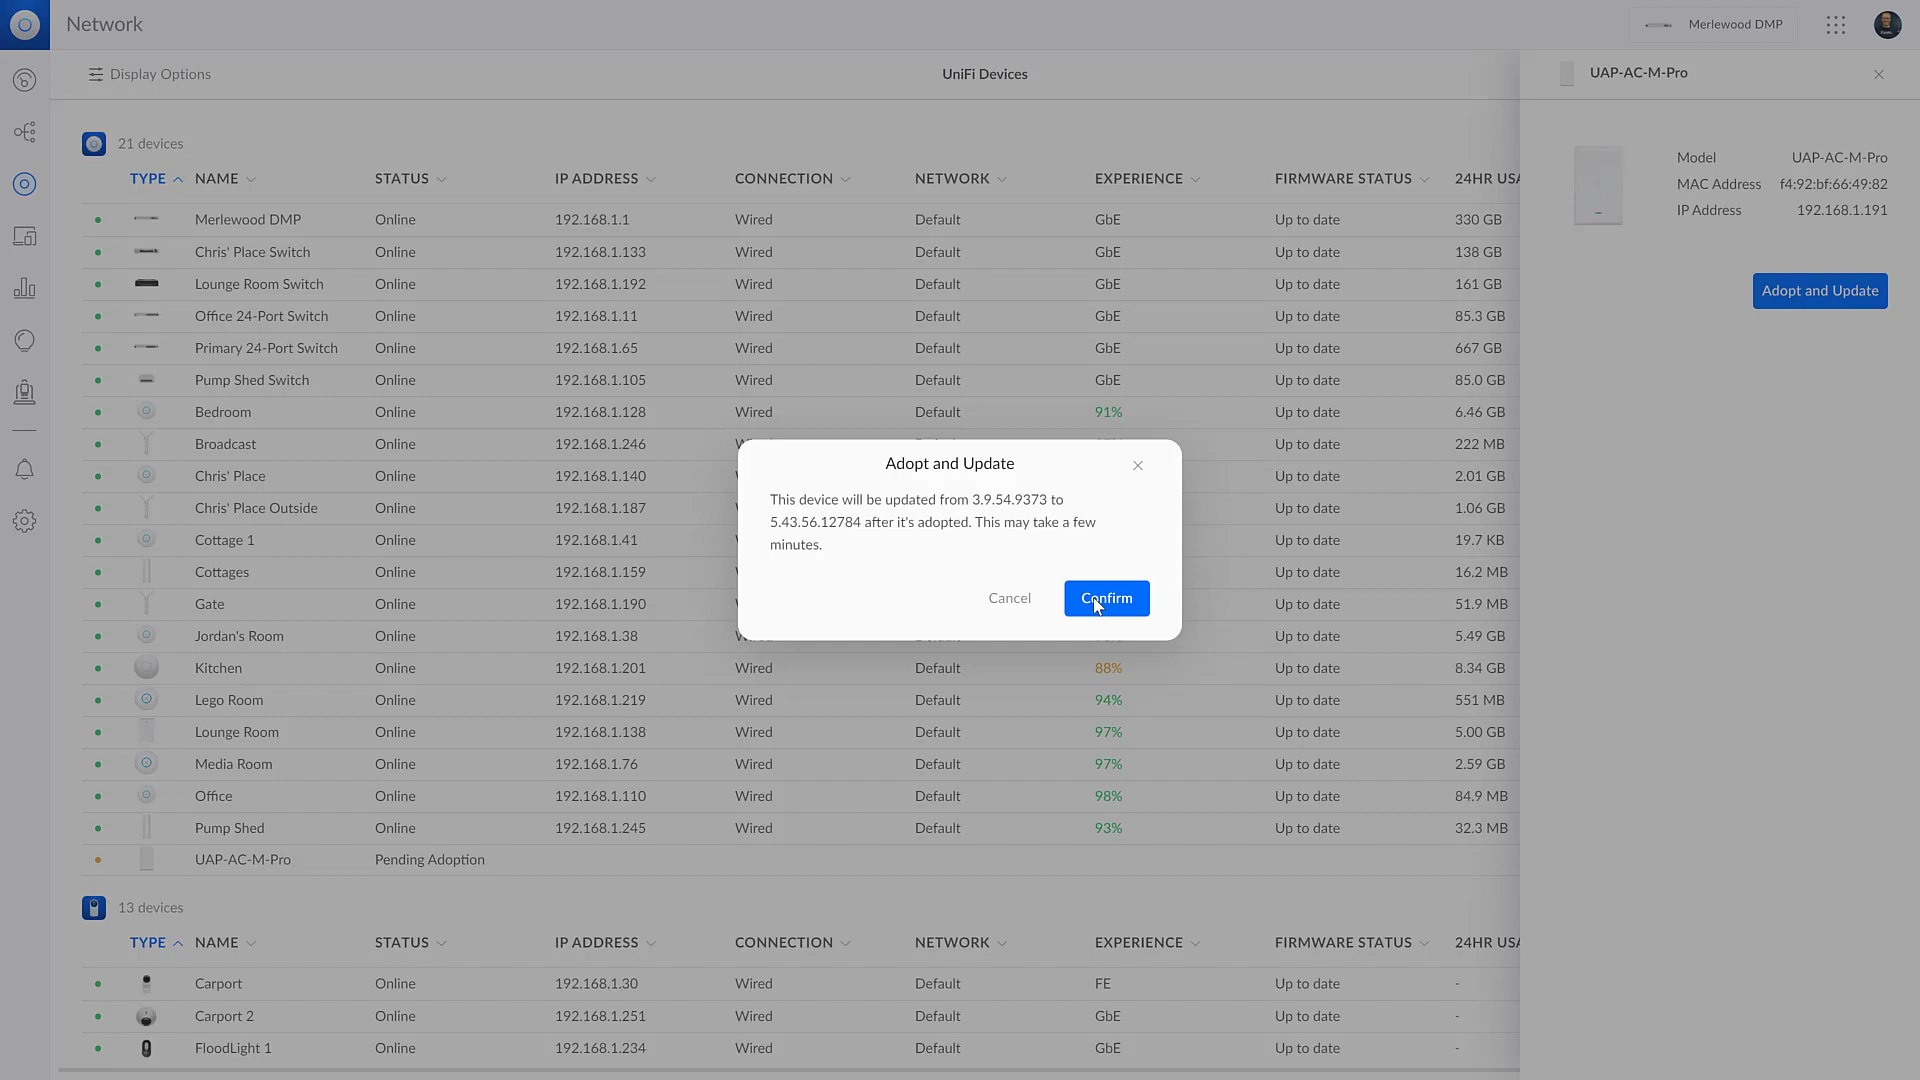 Network
Merlewood DMP
Display Options
UniFi Devices
UAP-AC-M-Pro
21 devices
TYPE NAME STATUS IP ADDRESS CONNECTION NETWORK EXPERIENCE FIRMWARE STATUS 24HR USA
Merlewood DMP Online 192.168.1.1 Wired Default GbE Up to date 330 GB
Chris' Place Switch Online 192.168.1.133 Wired Default GbE Up to date 138 GB
Lounge Room Switch Online 192.168.1.192 Wired Default GbE Up to date 161 GB
Office 24-Port Switch Online 192.168.1.11 Wired Default GbE Up to date 85.3 GB
Primary 24-Port Switch Online 192.168.1.65 Wired Default GbE Up to date 667 GB
Pump Shed Switch Online 192.168.1.105 Wired Default GbE Up to date 85.0 GB
Bedroom Online 192.168.1.128 Wired Default 91% Up to date 6.46 GB
Broadcast Online 192.168.1.246 Up to date 222 MB
Chris' Place Online 192.168.1.140 Up to date 2.01 GB
Chris' Place Outside Online 192.168.1.187 Up to date 1.06 GB
Cottage 1 Online 192.168.1.41 Up to date 19.7 KB
Cottages Online 192.168.1.159 Up to date 16.2 MB
Gate Online 192.168.1.190 Up to date 51.9 MB
Jordan's Room Online 192.168.1.38 Up to date 5.49 GB
Kitchen Online 192.168.1.201 Wired Default 88% Up to date 8.34 GB
Lego Room Online 192.168.1.219 Wired Default 94% Up to date 551 MB
Lounge Room Online 192.168.1.138 Wired Default 97% Up to date 5.00 GB
Media Room Online 192.168.1.76 Wired Default 97% Up to date 2.59 GB
Office Online 192.168.1.110 Wired Default 98% Up to date 84.9 MB
Pump Shed Online 192.168.1.245 Wired Default 93% Up to date 32.3 MB
UAP-AC-M-Pro Pending Adoption
13 devices
TYPE NAME STATUS IP ADDRESS CONNECTION NETWORK EXPERIENCE FIRMWARE STATUS 24HR USA
Carport Online 192.168.1.30 Wired Default FE Up to date -
Carport 2 Online 192.168.1.251 Wired Default GbE Up to date -
FloodLight 1 Online 192.168.1.234 Wired Default GbE Up to date -
Adopt and Update
This device will be updated from 3.9.54.9373 to
5.43.56.12784 after it's adopted. This may take a few
minutes.
Cancel
Confirm
Model UAP-AC-M-Pro
MAC Address f4:92:bf:66:49:82
IP Address 192.168.1.191
Adopt and Update